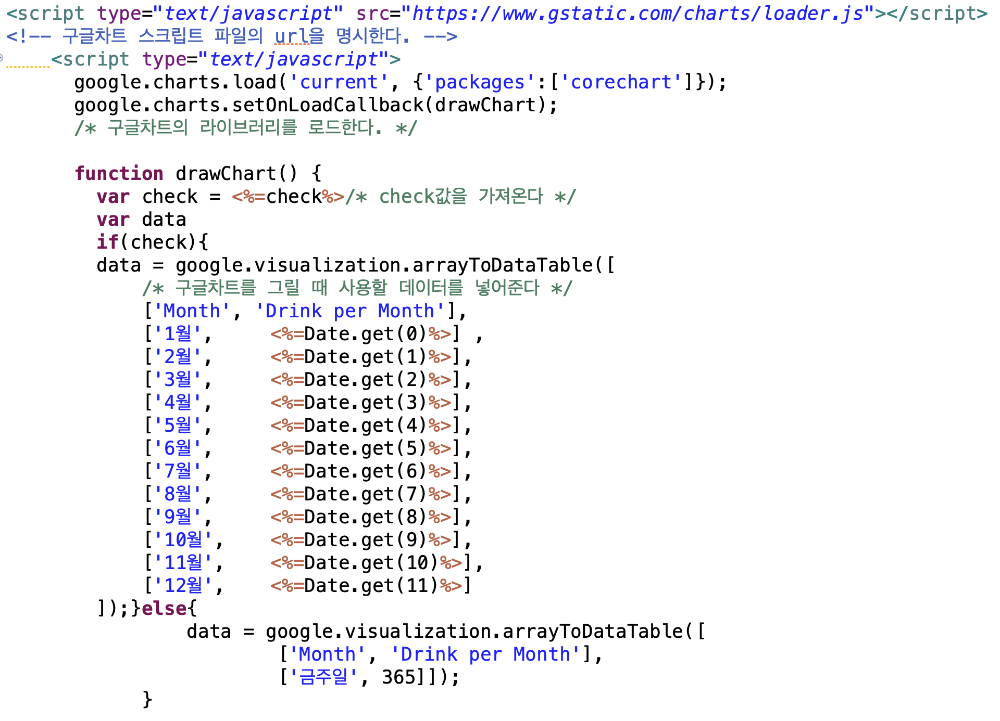 <script type="text/javascript" src="https://www.gstatic.com/charts/loader.js"></script>
<!-- 구글차트 스크립트 파일의 url을 명시한다. -->
<script type="text/javascript">
google.charts.load('current', {'packages':['corechart']});
google.charts.setOnLoadCallback(drawChart);
/* 구글차트의 라이브러리를 로드한다. */
function drawChart() {
var check = <%=check%>/* check값을 가져온다 */
var data
if(check){
data = google.visualization.arrayToDataTable([
/* 구글차트를 그릴 때 사용할 데이터를 넣어준다 */
['Month', 'Drink per Month'],
['1월', <%=Date.get(0)%>] ,
['2월', <%=Date.get(1)%>],
['3월', <%=Date.get(2)%>],
['4월', <%=Date.get(3)%>],
['5월', <%=Date.get(4)%>],
['6월', <%=Date.get(5)%>],
['7월', <%=Date.get(6)%>],
['8월', <%=Date.get(7)%>],
['9월', <%=Date.get(8)%>],
['10월', <%=Date.get(9)%>],
['11월', <%=Date.get(10)%>],
['12월', <%=Date.get(11)%>]
]);}else{
data = google.visualization.arrayToDataTable([
['Month', 'Drink per Month'],
['금주일', 365]]);
}